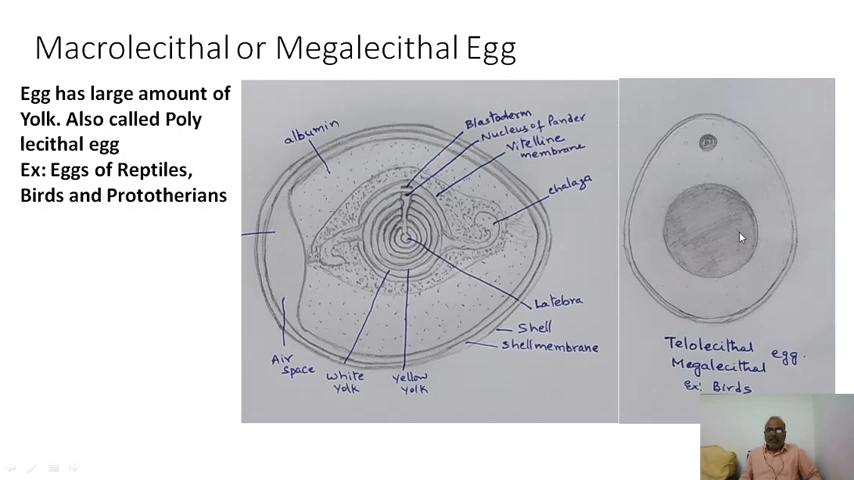 Macrolecithal or Megalecithal Egg
Egg has large amount of
Yolk. Also called Poly
lecithal egg
Ex: Eggs of Reptiles,
Birds and Prototherians
albumin
Blastoderm
Nucleus of Pander
Vitelline
membrane
chalaza
Latebra
Shell
Shell membrane
Air
space
White
Yolk
Yellow
Yolk
Telolecithal egg.
Megalecithal
Ex: Birds